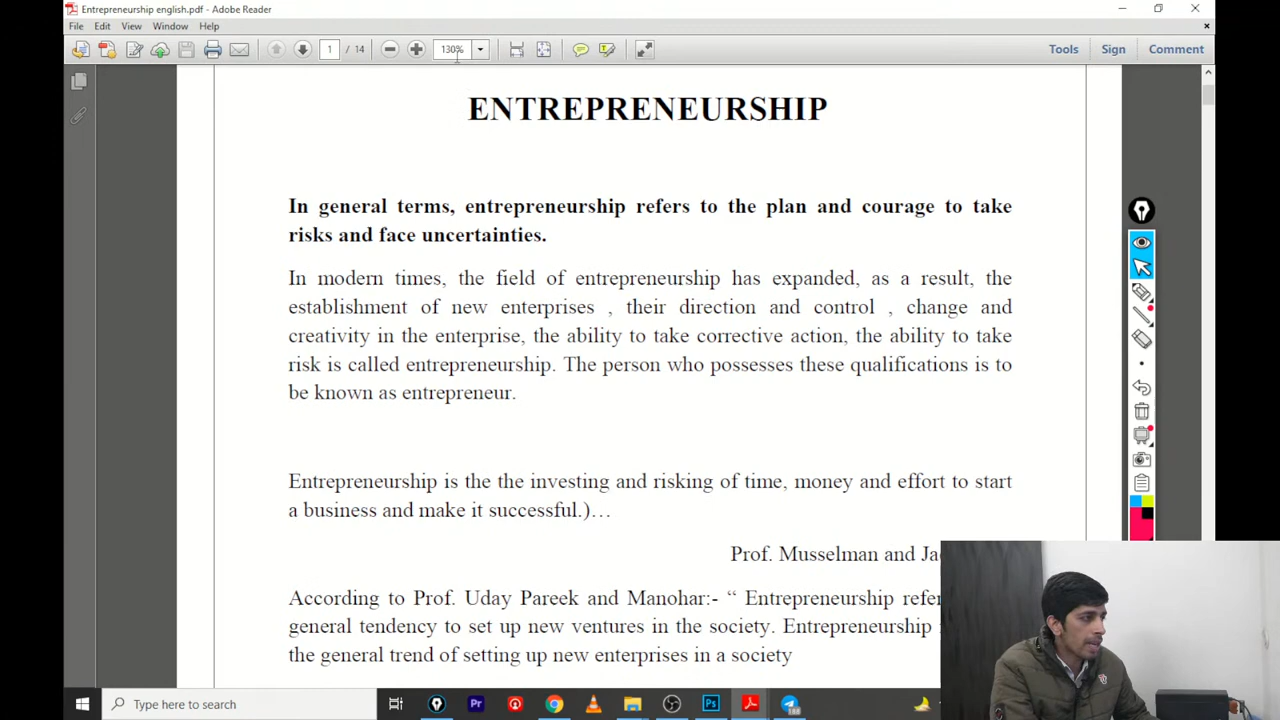 Entrepreneurship english.pdf - Adobe Reader
File Edit View Window Help
1 / 14 130% Tools Sign Comment
ENTREPRENEURSHIP
In general terms, entrepreneurship refers to the plan and courage to take
risks and face uncertainties.
In modern times, the field of entrepreneurship has expanded, as a result, the
establishment of new enterprises , their direction and control , change and
creativity in the enterprise, the ability to take corrective action, the ability to take
risk is called entrepreneurship. The person who possesses these qualifications is to
be known as entrepreneur.
Entrepreneurship is the the investing and risking of time, money and effort to start
a business and make it successful.)…
Prof. Musselman and
According to Prof. Uday Pareek and Manohar:- “ Entrepreneurship
general tendency to set up new ventures in the society. Entrepreneurship
the general trend of setting up new enterprises in a society
Type here to search